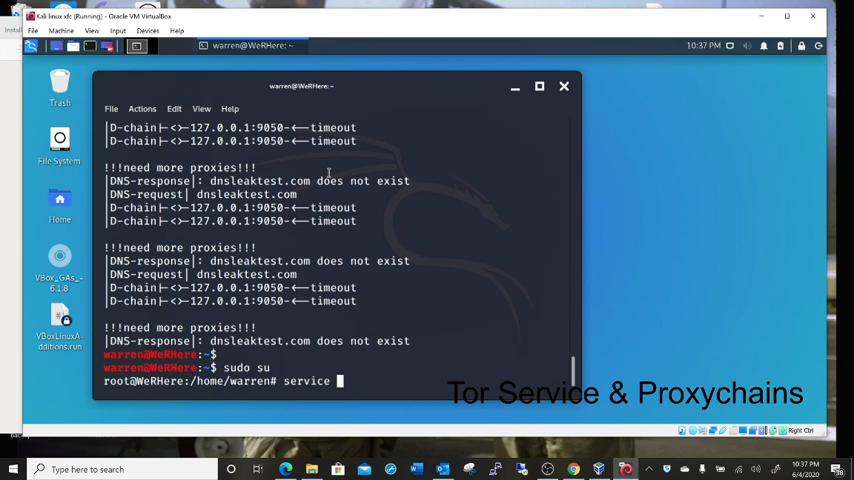 Kali linux xfc [Running] - Oracle VM VirtualBox
File Machine View Input Devices Help
warren@WeRHere: ~
10:37 PM
warren@WeRHere: ~
File Actions Edit View Help
Trash
File System
Home
VBox_GAs_-
6.1.8
VBoxLinuxA
dditions.run
|D-chain|-<>-127.0.0.1:9050-<--timeout
|D-chain|-<>-127.0.0.1:9050-<--timeout
!!!need more proxies!!!
|DNS-response|: dnsleaktest.com does not exist
|DNS-request| dnsleaktest.com
|D-chain|-<>-127.0.0.1:9050-<--timeout
|D-chain|-<>-127.0.0.1:9050-<--timeout
!!!need more proxies!!!
|DNS-response|: dnsleaktest.com does not exist
|DNS-request| dnsleaktest.com
|D-chain|-<>-127.0.0.1:9050-<--timeout
|D-chain|-<>-127.0.0.1:9050-<--timeout
!!!need more proxies!!!
|DNS-response|: dnsleaktest.com does not exist
warren@WeRHere:~$
warren@WeRHere:~$ sudo su
root@WeRHere:/home/warren# service
Tor Service & Proxychains
Right Ctrl
Type here to search
10:37 PM
6/4/2020